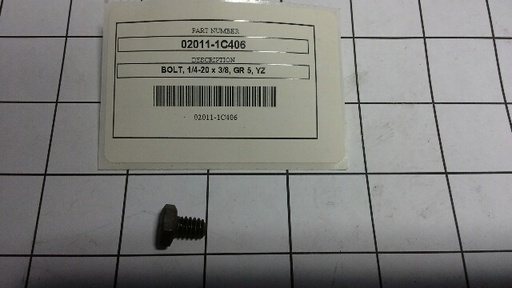 PART NUMBER
02011-1C406
DESCRIPTION
BOLT, 1/4-20 x 3/8, GR 5, YZ
02011-1C406